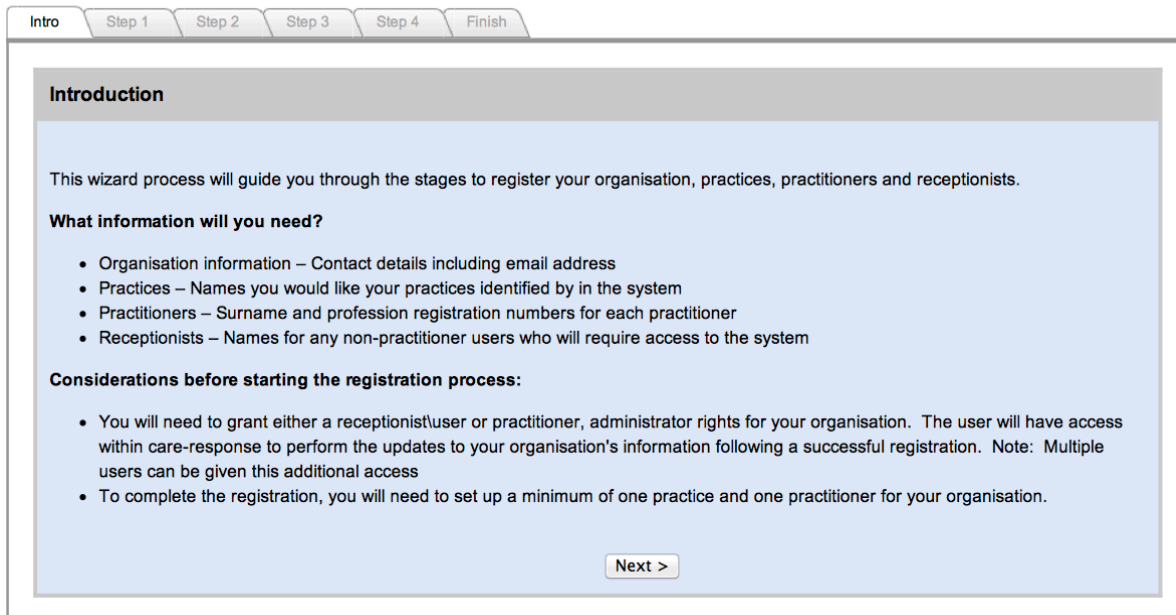 Intro Step 1 Step 2 Step 3 Step 4 Finish
Introduction
This wizard process will guide you through the stages to register your organisation, practices, practitioners and receptionists.
What information will you need?
• Organisation information – Contact details including email address
• Practices – Names you would like your practices identified by in the system
• Practitioners – Surname and profession registration numbers for each practitioner
• Receptionists – Names for any non-practitioner users who will require access to the system
Considerations before starting the registration process:
• You will need to grant either a receptionist\user or practitioner, administrator rights for your organisation. The user will have access
within care-response to perform the updates to your organisation's information following a successful registration. Note: Multiple
users can be given this additional access
• To complete the registration, you will need to set up a minimum of one practice and one practitioner for your organisation.
Next >